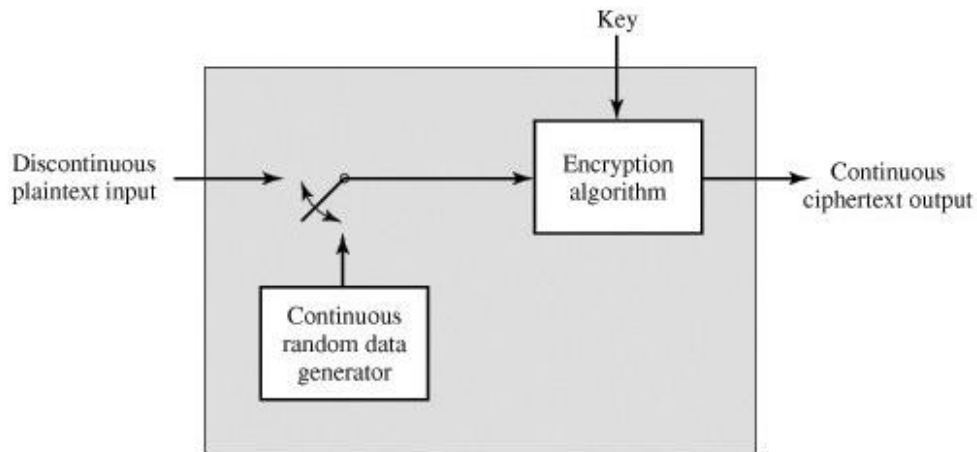 Key
Discontinuous
plaintext input
Encryption
algorithm
Continuous
ciphertext output
Continuous
random data
generator